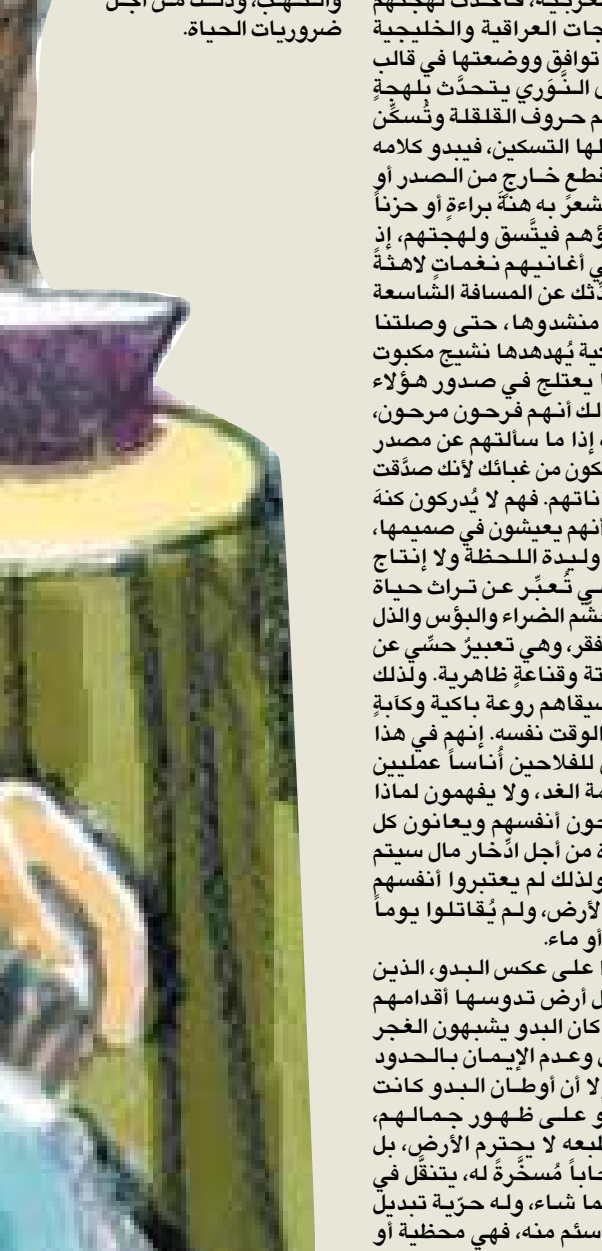 العربية، فأخذت لهجتهم
جات العراقية والخليجية
توافق ووضعتها في قالب
النَّوَري يتحدَّث بلهجةٍ
م حروف القلقلة وتُسكِّن
لها التسكين، فيبدو كلامه
قطع خارجٍ من الصدر أو
شعرُ به هنةَ براءةٍ أو حزناً
ؤهم فيتَّسق ولهجتهم، إذ
ي أغانيهم نغماتٍ لاهثةً
دِّثك عن المسافة الشاسعة
منشدوها، حتى وصلتنا
كية يُهدهدها نشيج مكبوت
ا يعتلج في صدور هؤلاء
لك أنهم فرحون مرحون،
إذا ما سألتهم عن مصدر
كون من غبائك لأنك صدَّقت
ناتهم. فهم لا يُدركون كنهَ
أنهم يعيشون في صميمها،
وليدة اللحظة ولا إنتاج
ـي تُعبِّر عن تراث حياة
شَّم الضراء والبؤس والذل
فقر، وهي تعبيرٌ حسِّي عن
تة وقناعةٍ ظاهرية. ولذلك
سيقاهم روعة باكية وكآبةٍ
الوقت نفسه. إنهم في هذا
ن للفلاحين أُناساً عمليين
مة الغد، ولا يفهمون لماذا
حون أنفسهم ويعانون كل
ة من أجل ادِّخار مال سيتم
ولذلك لم يعتبروا أنفسهم
لأرض، ولم يُقاتلوا يوماً
أو ماء.
ا على عكس البدو، الذين
ل أرض تدوسها أقدامهم
كان البدو يشبهون الغجر
ل وعدم الإيمان بالحدود
لا أن أوطان البدو كانت
و على ظهور جمالهم،
طبعه لا يحترم الأرض، بل
حاباً مُسخَّرةً له، يتنقَّل في
ما شاء، وله حرّية تبديل
سئم منه، فهي محظية أو
والنهب، وذلك من أجل
ضروريات الحياة.